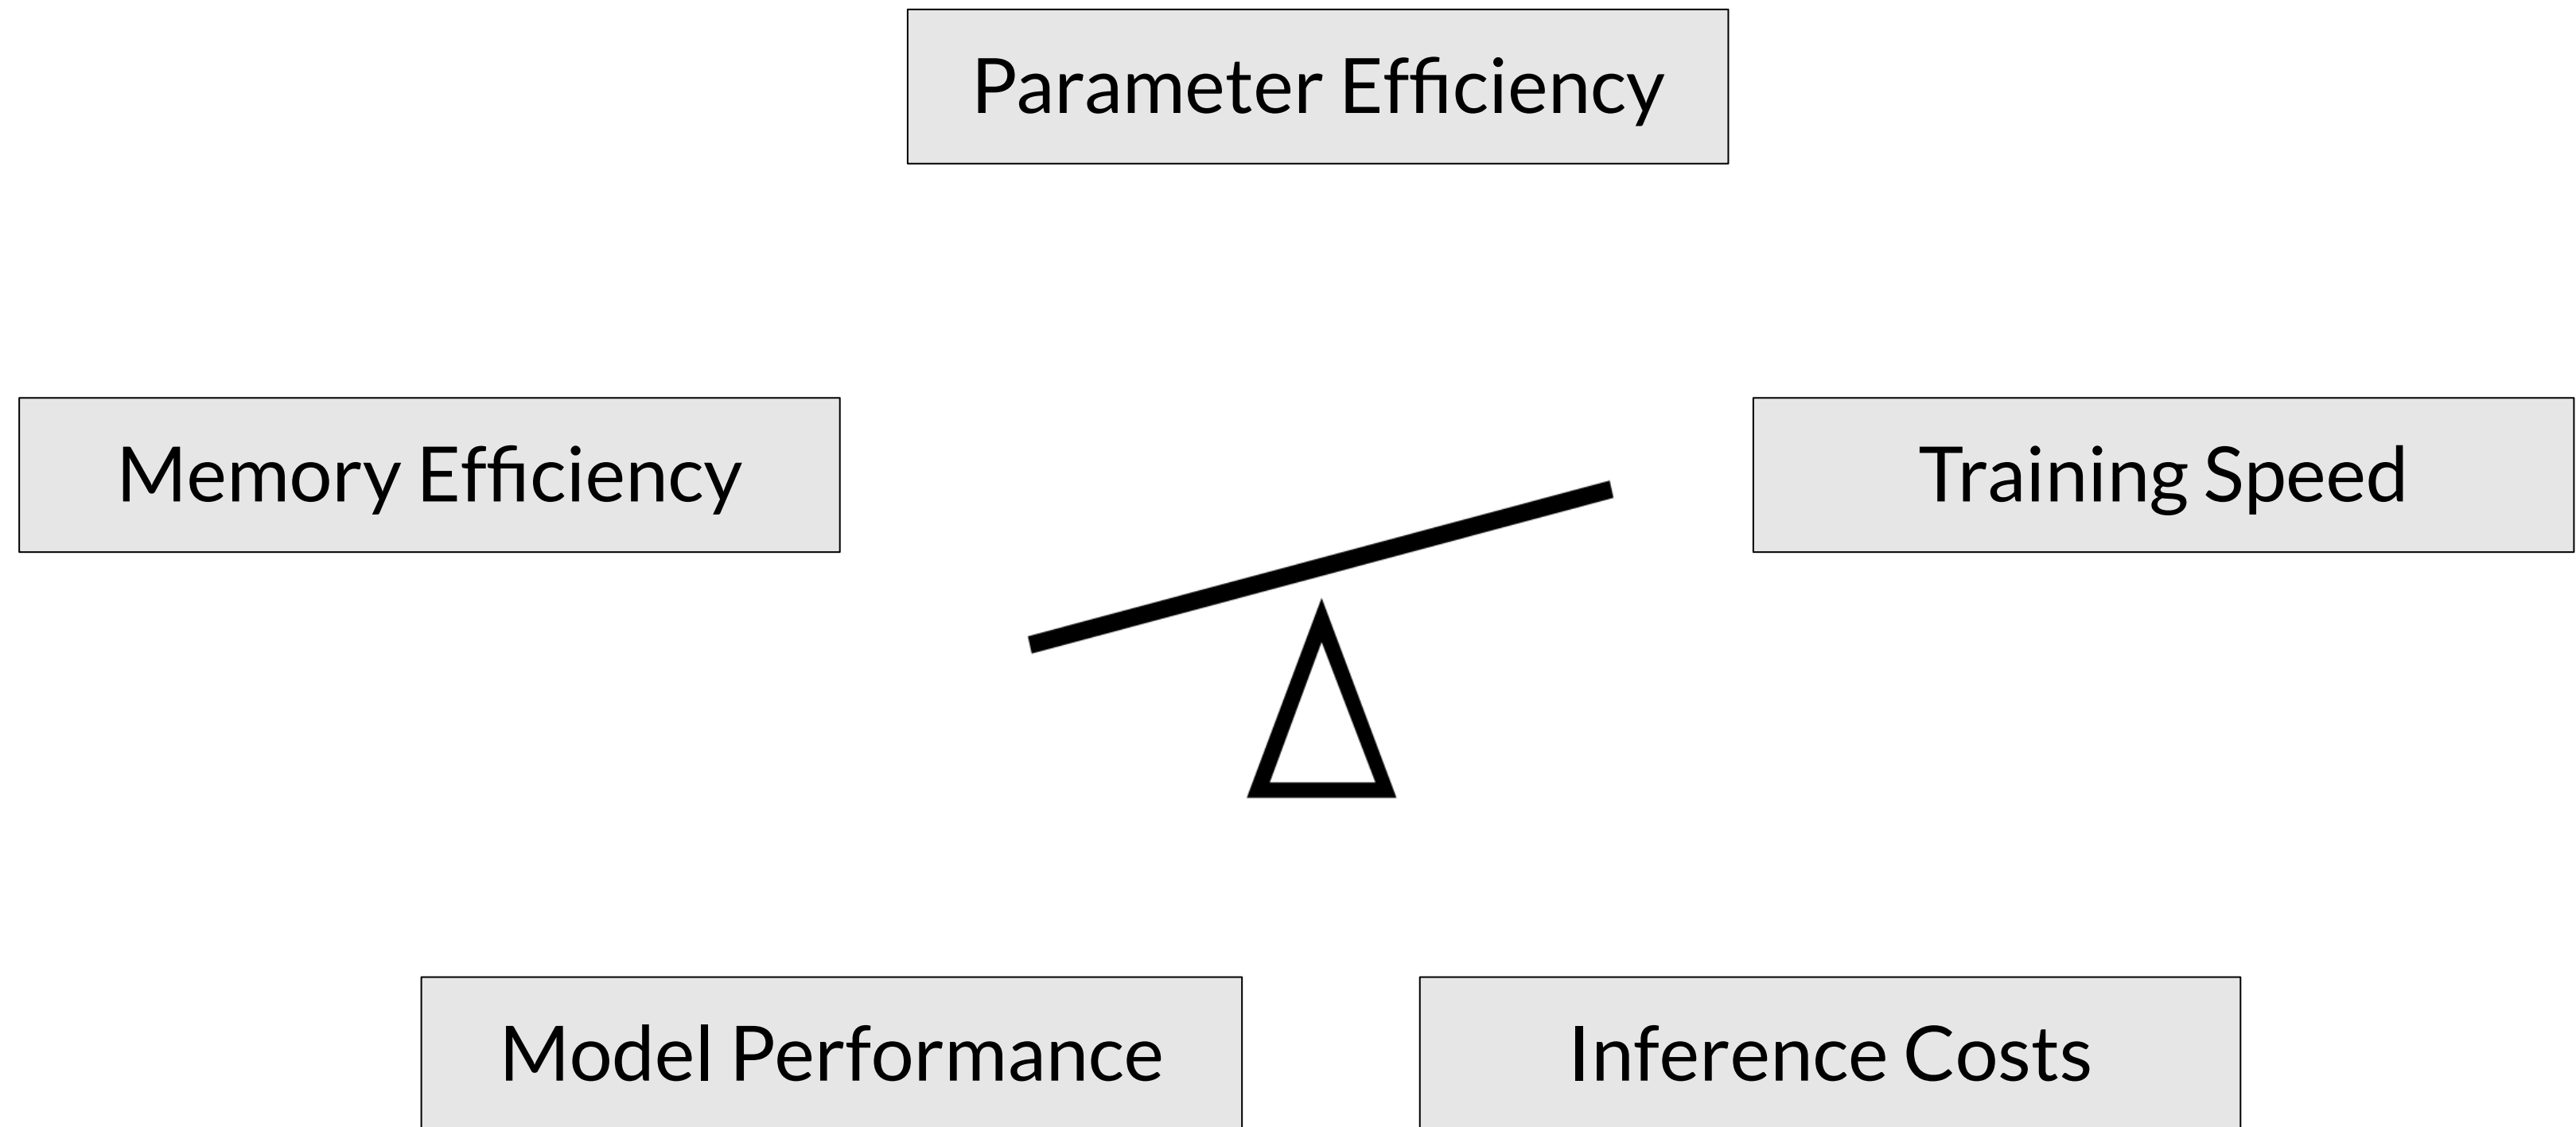 Parameter Efficiency
Memory Efficiency
Training Speed
Model Performance
Inference Costs